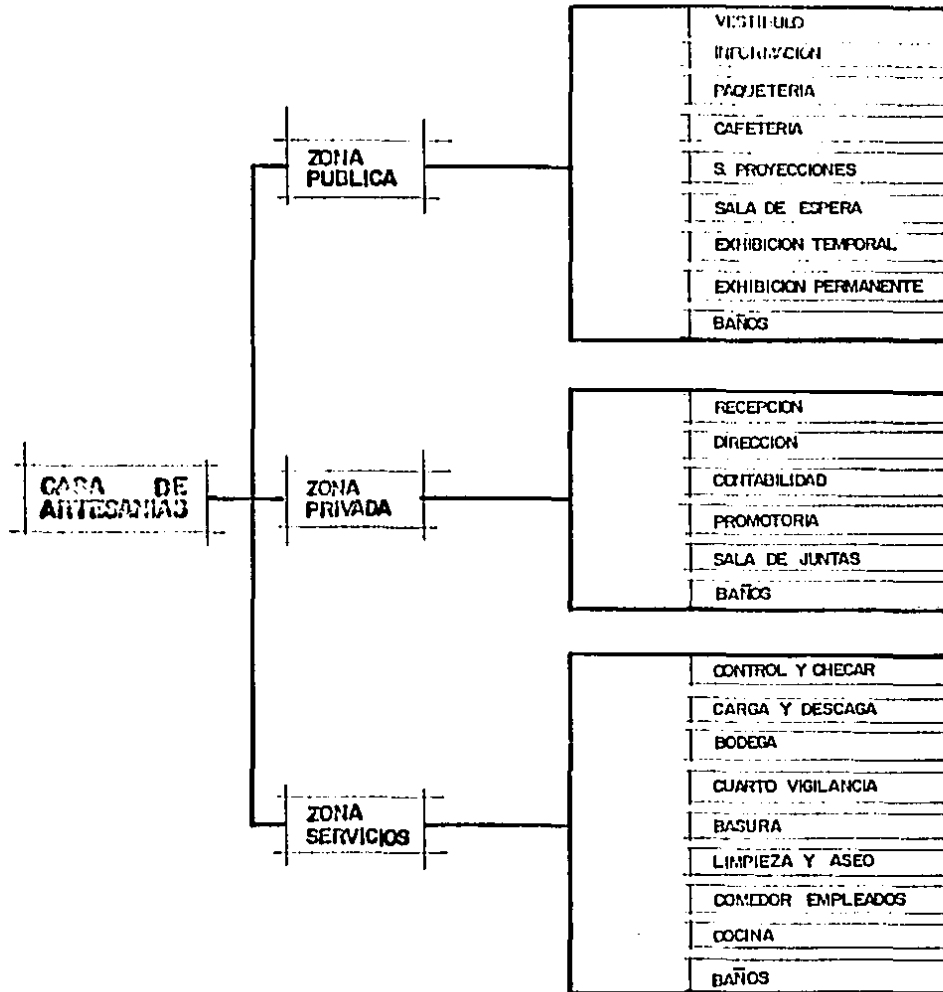 CASA DE
ARTESANIAS
ZONA
PUBLICA
VESTIBULO
INFORMACION
PAQUETERIA
CAFETERIA
S. PROYECCIONES
SALA DE ESPERA
EXHIBICION TEMPORAL
EXHIBICION PERMANENTE
BAÑOS
ZONA
PRIVADA
RECEPCION
DIRECCION
CONTABILIDAD
PROMOTORIA
SALA DE JUNTAS
BAÑOS
ZONA
SERVICIOS
CONTROL Y CHECAR
CARGA Y DESCAGA
BODEGA
CUARTO VIGILANCIA
BASURA
LIMPIEZA Y ASEO
COMEDOR EMPLEADOS
COCINA
BAÑOS